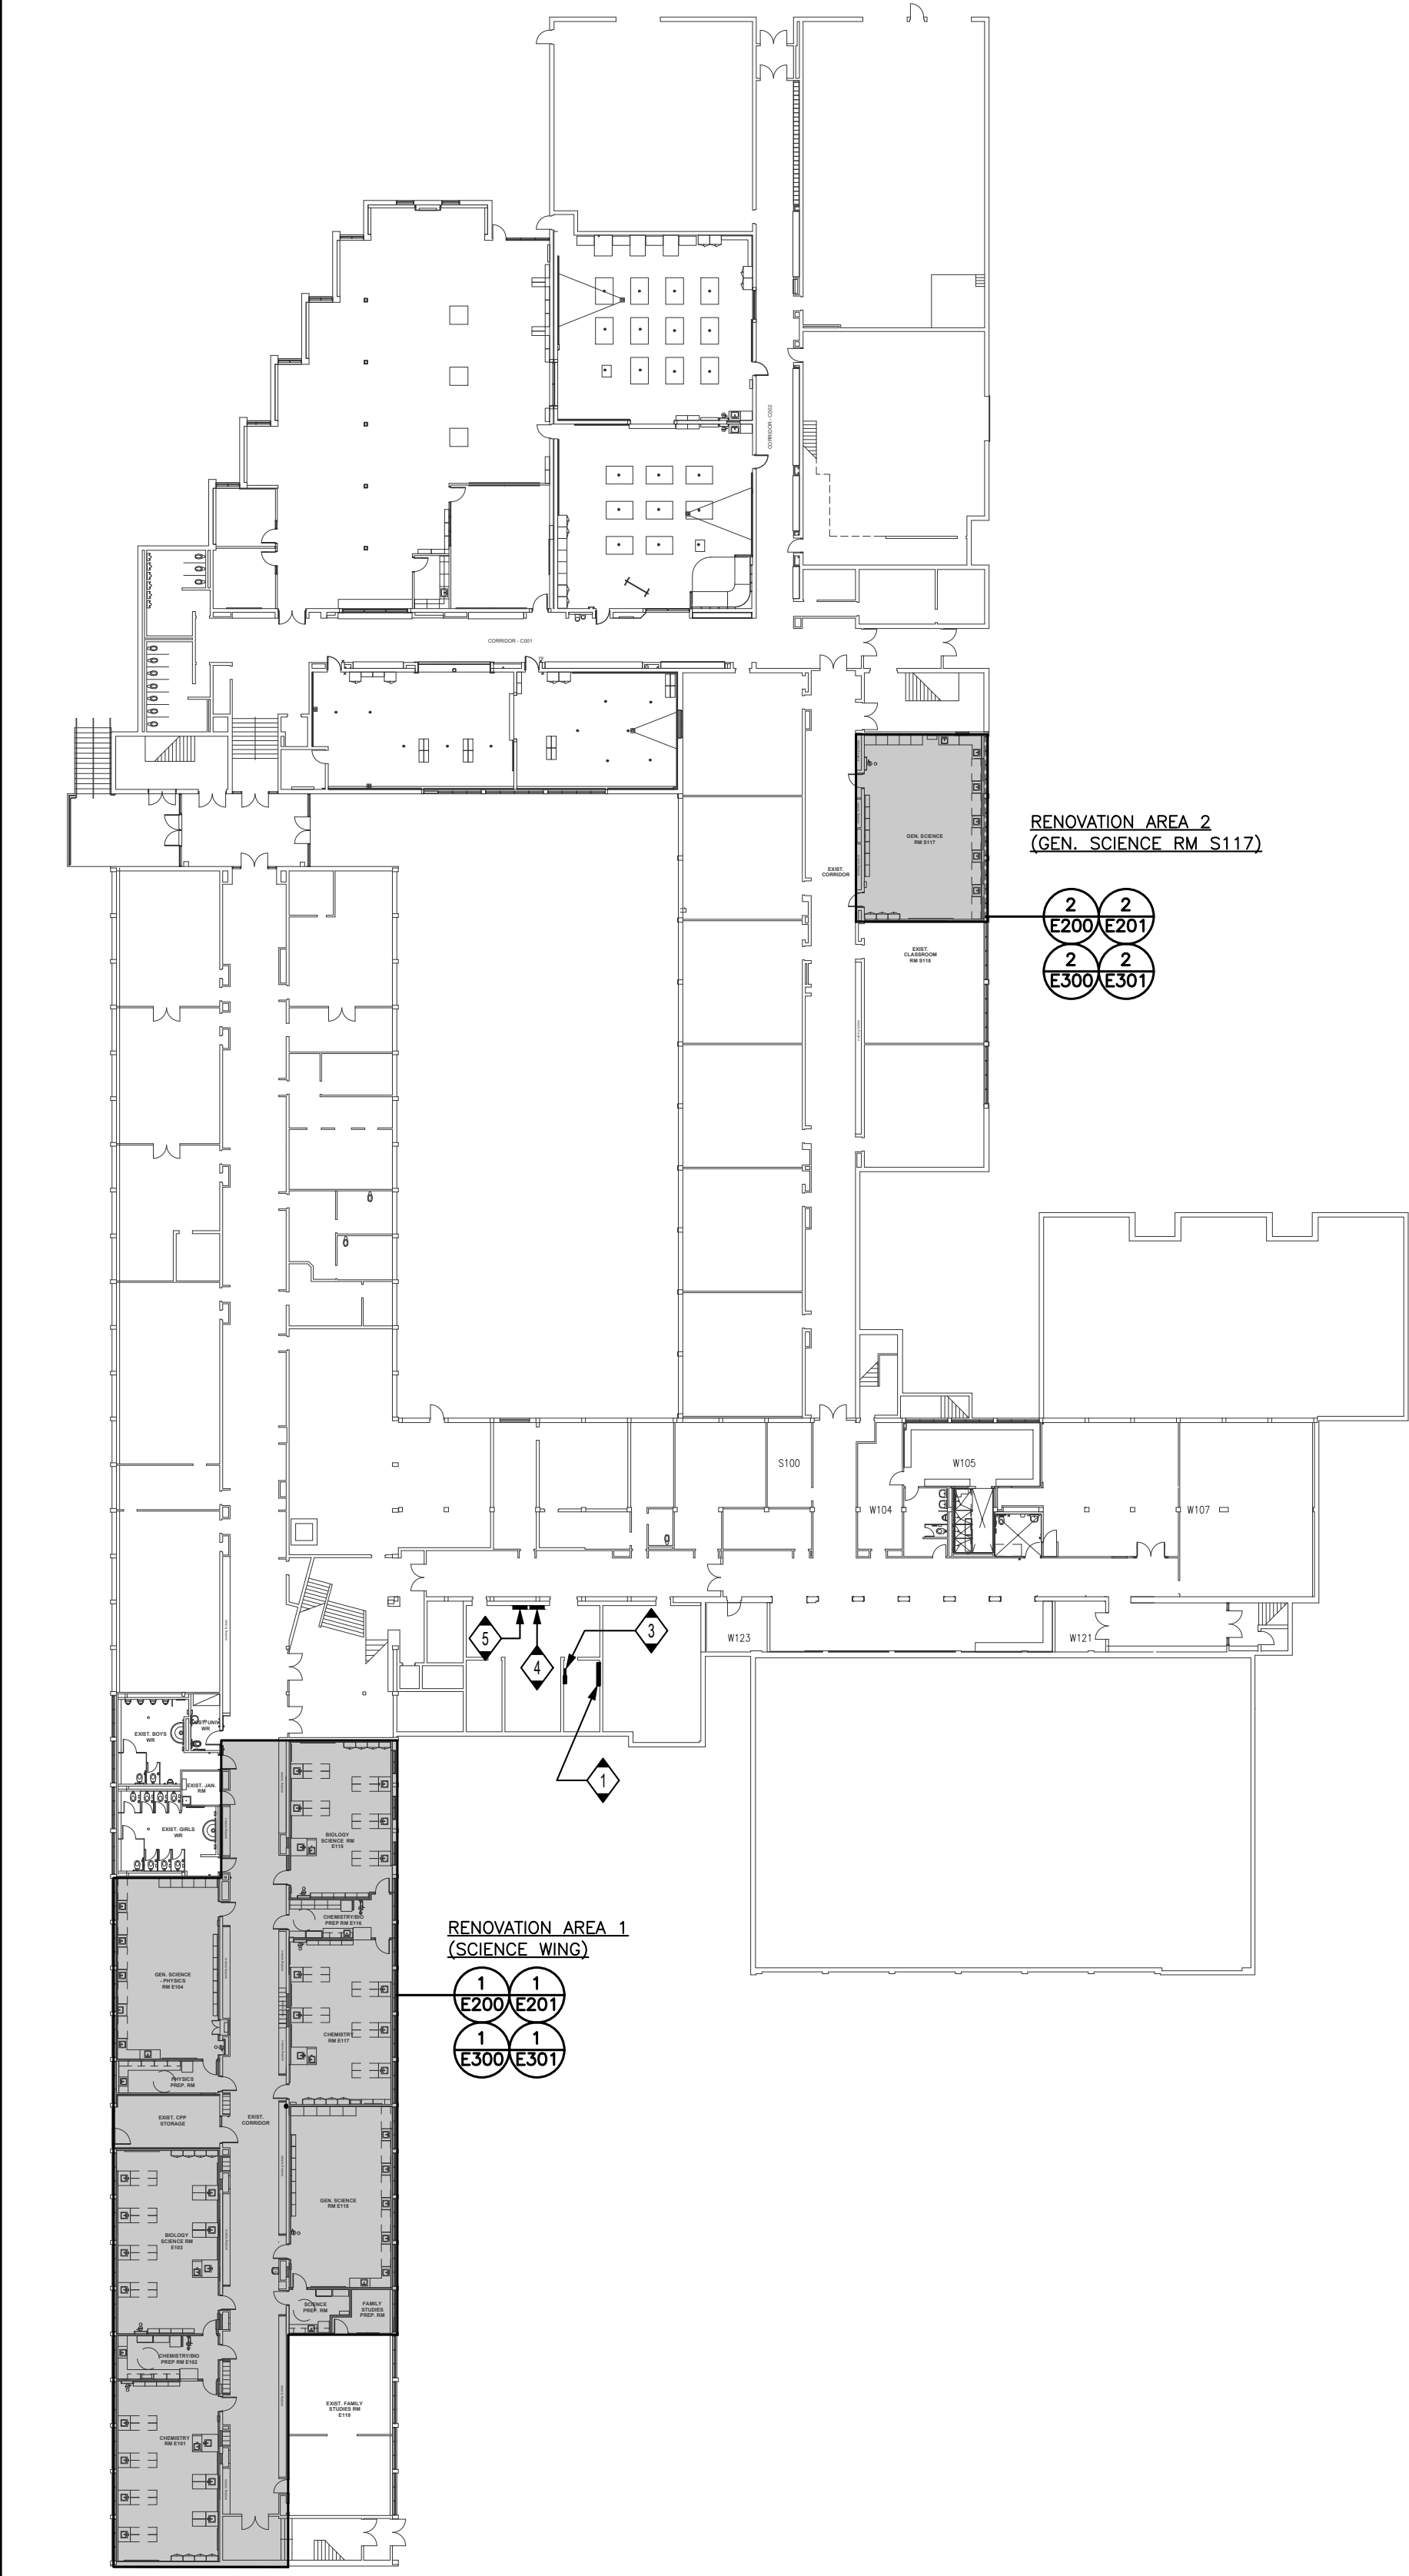 CORRIDOR - C002
CORRIDOR - C001
RENOVATION AREA 2
(GEN. SCIENCE RM S117)
GEN. SCIENCE
RM S117
EXIST.
CORRIDOR
2
E200
2
E201
2
E300
2
E301
EXIST.
CLASSROOM
RM S118
S100
W105
W104
W107
W123
W121
5
4
3
1
EXIST. BOYS
WR
WR
EXIST. JAN.
RM
EXIST. GIRLS
WR
BIOLOGY
SCIENCE RM
E115
CHEMISTRY/BIO
PREP RM E116
RENOVATION AREA 1
(SCIENCE WING)
1
E200
1
E201
1
E300
1
E301
GEN. SCIENCE
- PHYSICS
RM E104
CHEMISTRY
RM E117
PHYSICS
PREP. RM
EXIST. CPF
STORAGE
EXIST.
CORRIDOR
GEN. SCIENCE
RM E118
BIOLOGY
SCIENCE RM
E103
SCIENCE
PREP. RM
FAMILY
STUDIES
PREP. RM
CHEMISTRY/BIO
PREP RM E102
EXIST. FAMILY
STUDIES RM
E119
CHEMISTRY
RM E101